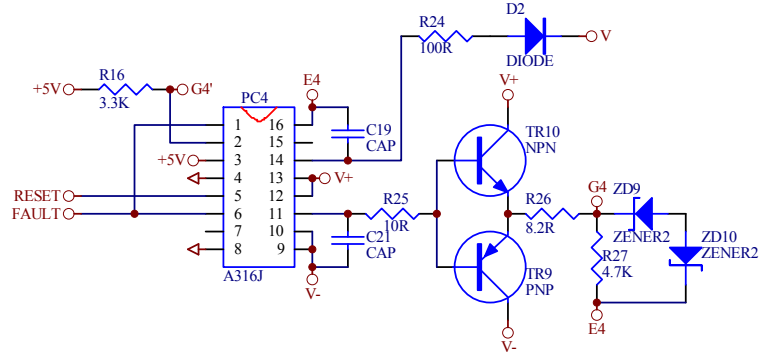 R24
100R
D2
DIODE
V
+5V
R16
3.3K
G4'
PC4
E4
V+
1
2
3
4
5
6
7
8
16
15
14
13
12
11
10
9
+5V
RESET
FAULT
A316J
C19
CAP
V+
R25
10R
C21
CAP
V-
TR10
NPN
TR9
PNP
R26
8.2R
G4
ZD9
ZENER2
ZD10
ZENER2
R27
4.7K
E4
V-